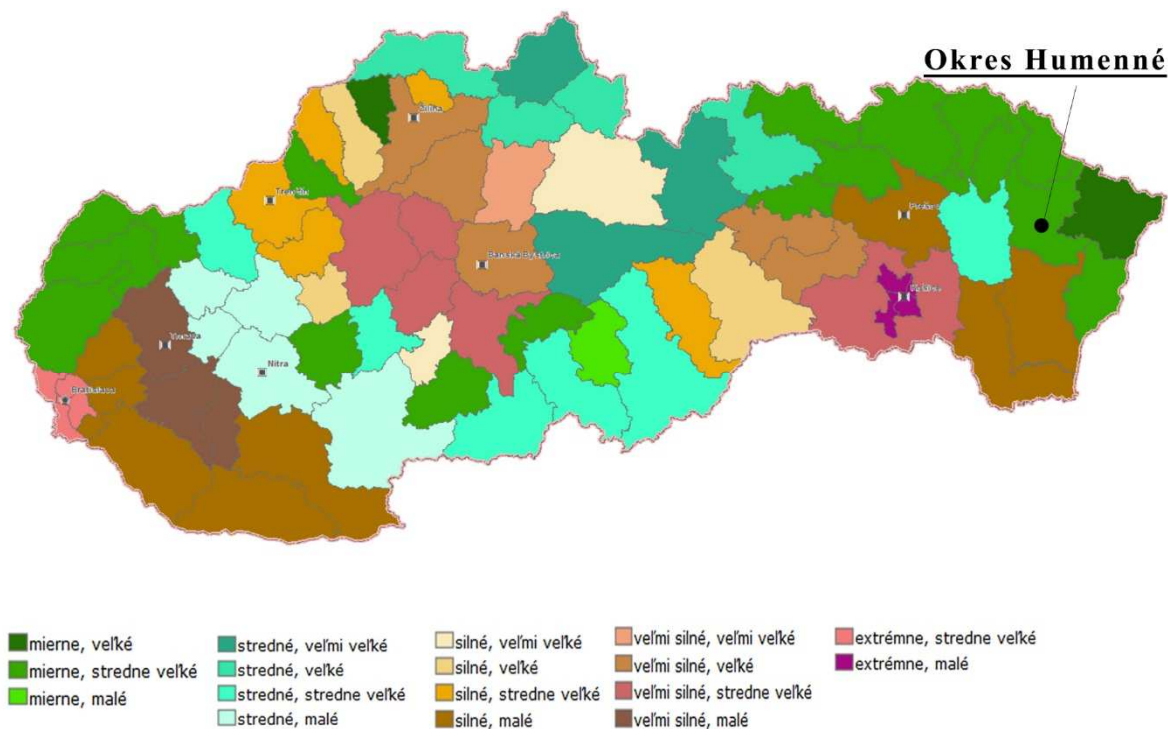 Okres Humenné
Žilina
Trenčín
Prešov
Banská Bystrica
Košice
Trnava
Nitra
Bratislava
mierne, veľké
mierne, stredne veľké
mierne, malé
stredné, veľmi veľké
stredné, veľké
stredné, stredne veľké
stredné, malé
silné, veľmi veľké
silné, veľké
silné, stredne veľké
silné, malé
veľmi silné, veľmi veľké
veľmi silné, veľké
veľmi silné, stredne veľké
veľmi silné, malé
extrémne, stredne veľké
extrémne, malé